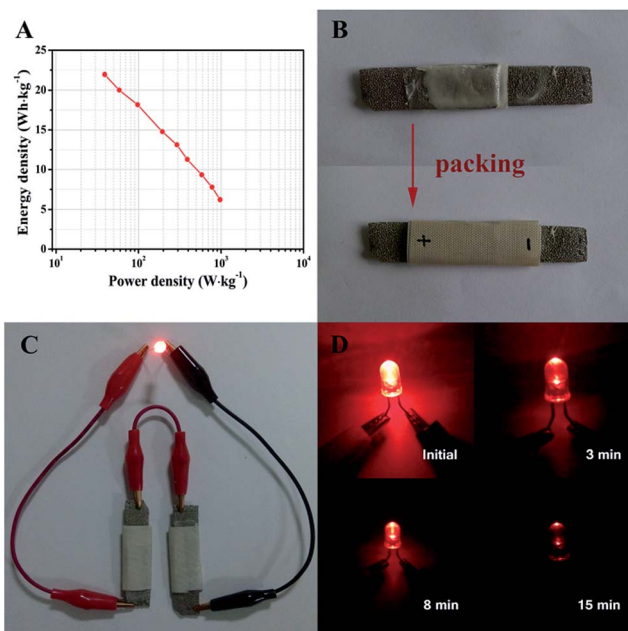 A
25
20
15
10
5
0
Energy density (Wh·kg⁻¹)
10¹ 10² 10³ 10⁴
Power density (W·kg⁻¹)
B
packing
+ -
C
D
Initial
3 min
8 min
15 min